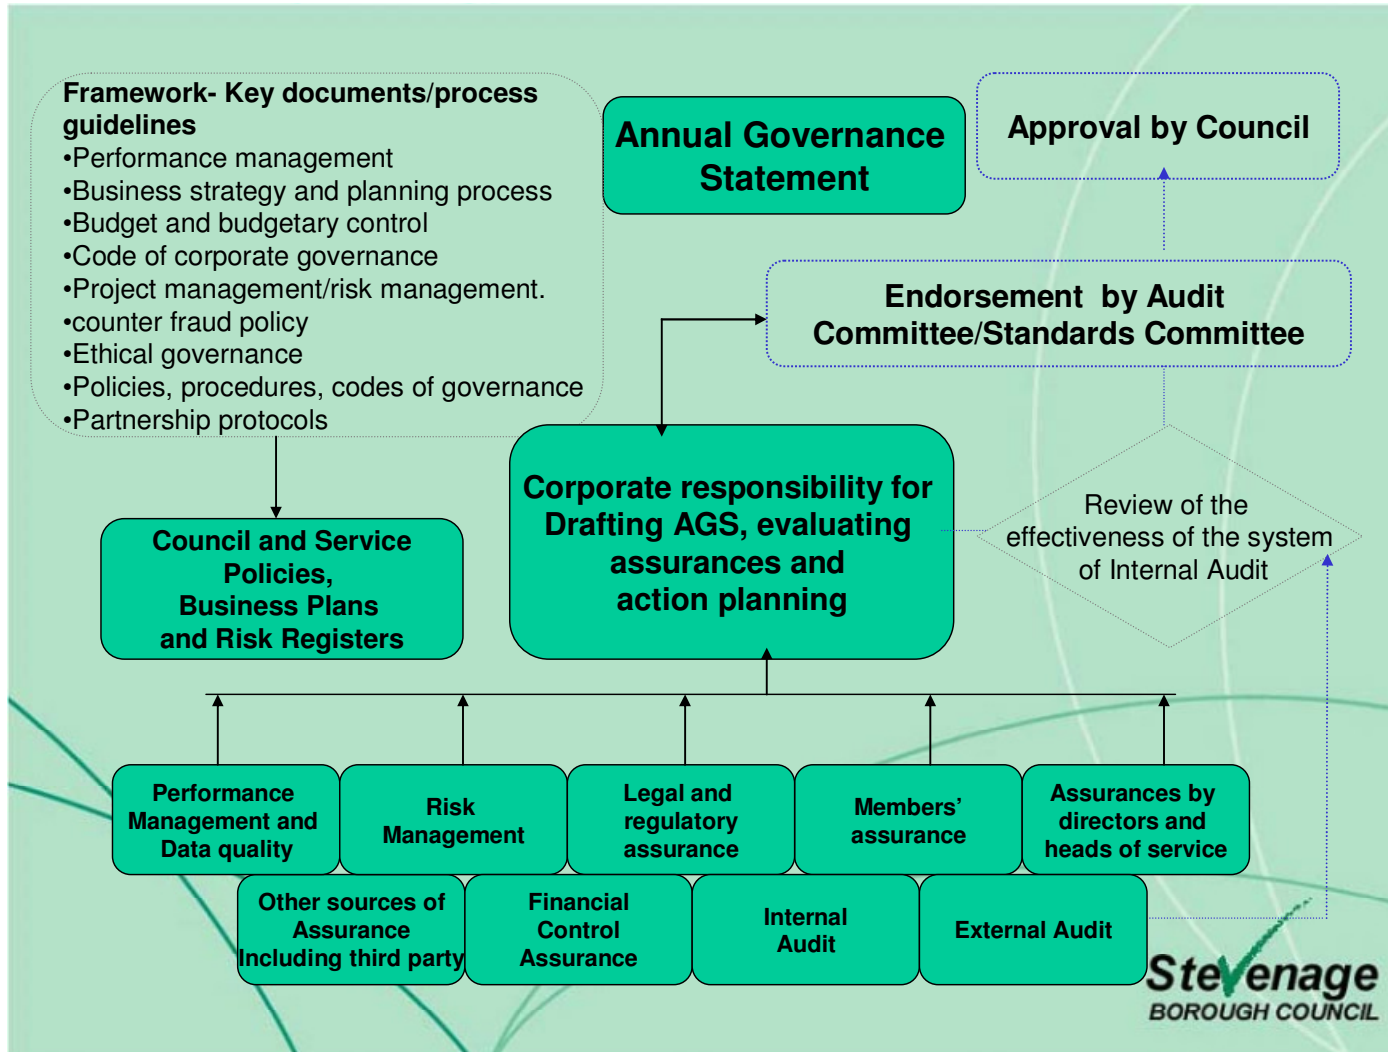 Framework- Key documents/process
guidelines
•Performance management
•Business strategy and planning process
•Budget and budgetary control
•Code of corporate governance
•Project management/risk management.
•counter fraud policy
•Ethical governance
•Policies, procedures, codes of governance
•Partnership protocols
Annual Governance
Statement
Approval by Council
Endorsement by Audit
Committee/Standards Committee
Corporate responsibility for
Drafting AGS, evaluating
assurances and
action planning
Review of the
effectiveness of the system
of Internal Audit
Council and Service
Policies,
Business Plans
and Risk Registers
Performance
Management and
Data quality
Risk
Management
Legal and
regulatory
assurance
Members’
assurance
Assurances by
directors and
heads of service
Other sources of
Assurance
Including third party
Financial
Control
Assurance
Internal
Audit
External Audit
Stevenage
BOROUGH COUNCIL